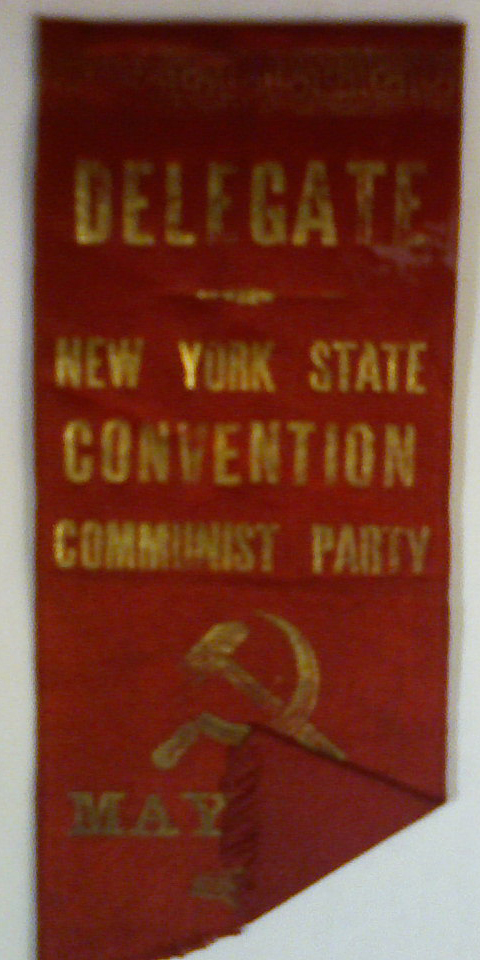 DELEGATE
NEW YORK STATE
CONVENTION
COMMUNIST PARTY
MAY